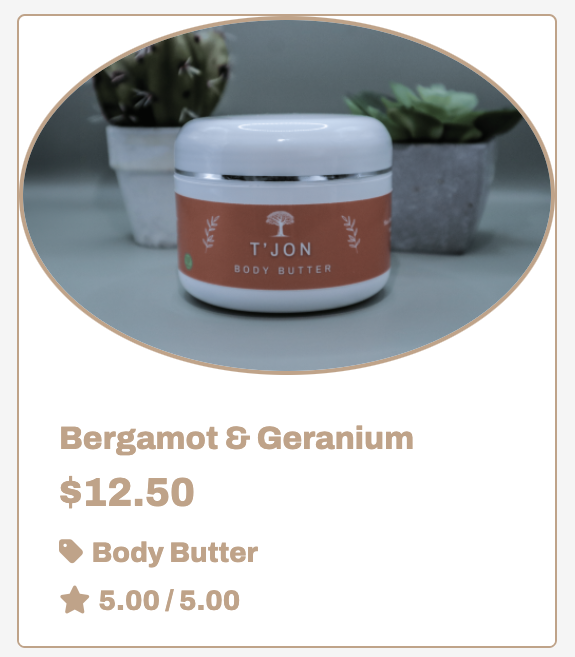 T'JON
BODY BUTTER
Bergamot & Geranium
$12.50
Body Butter
5.00 / 5.00